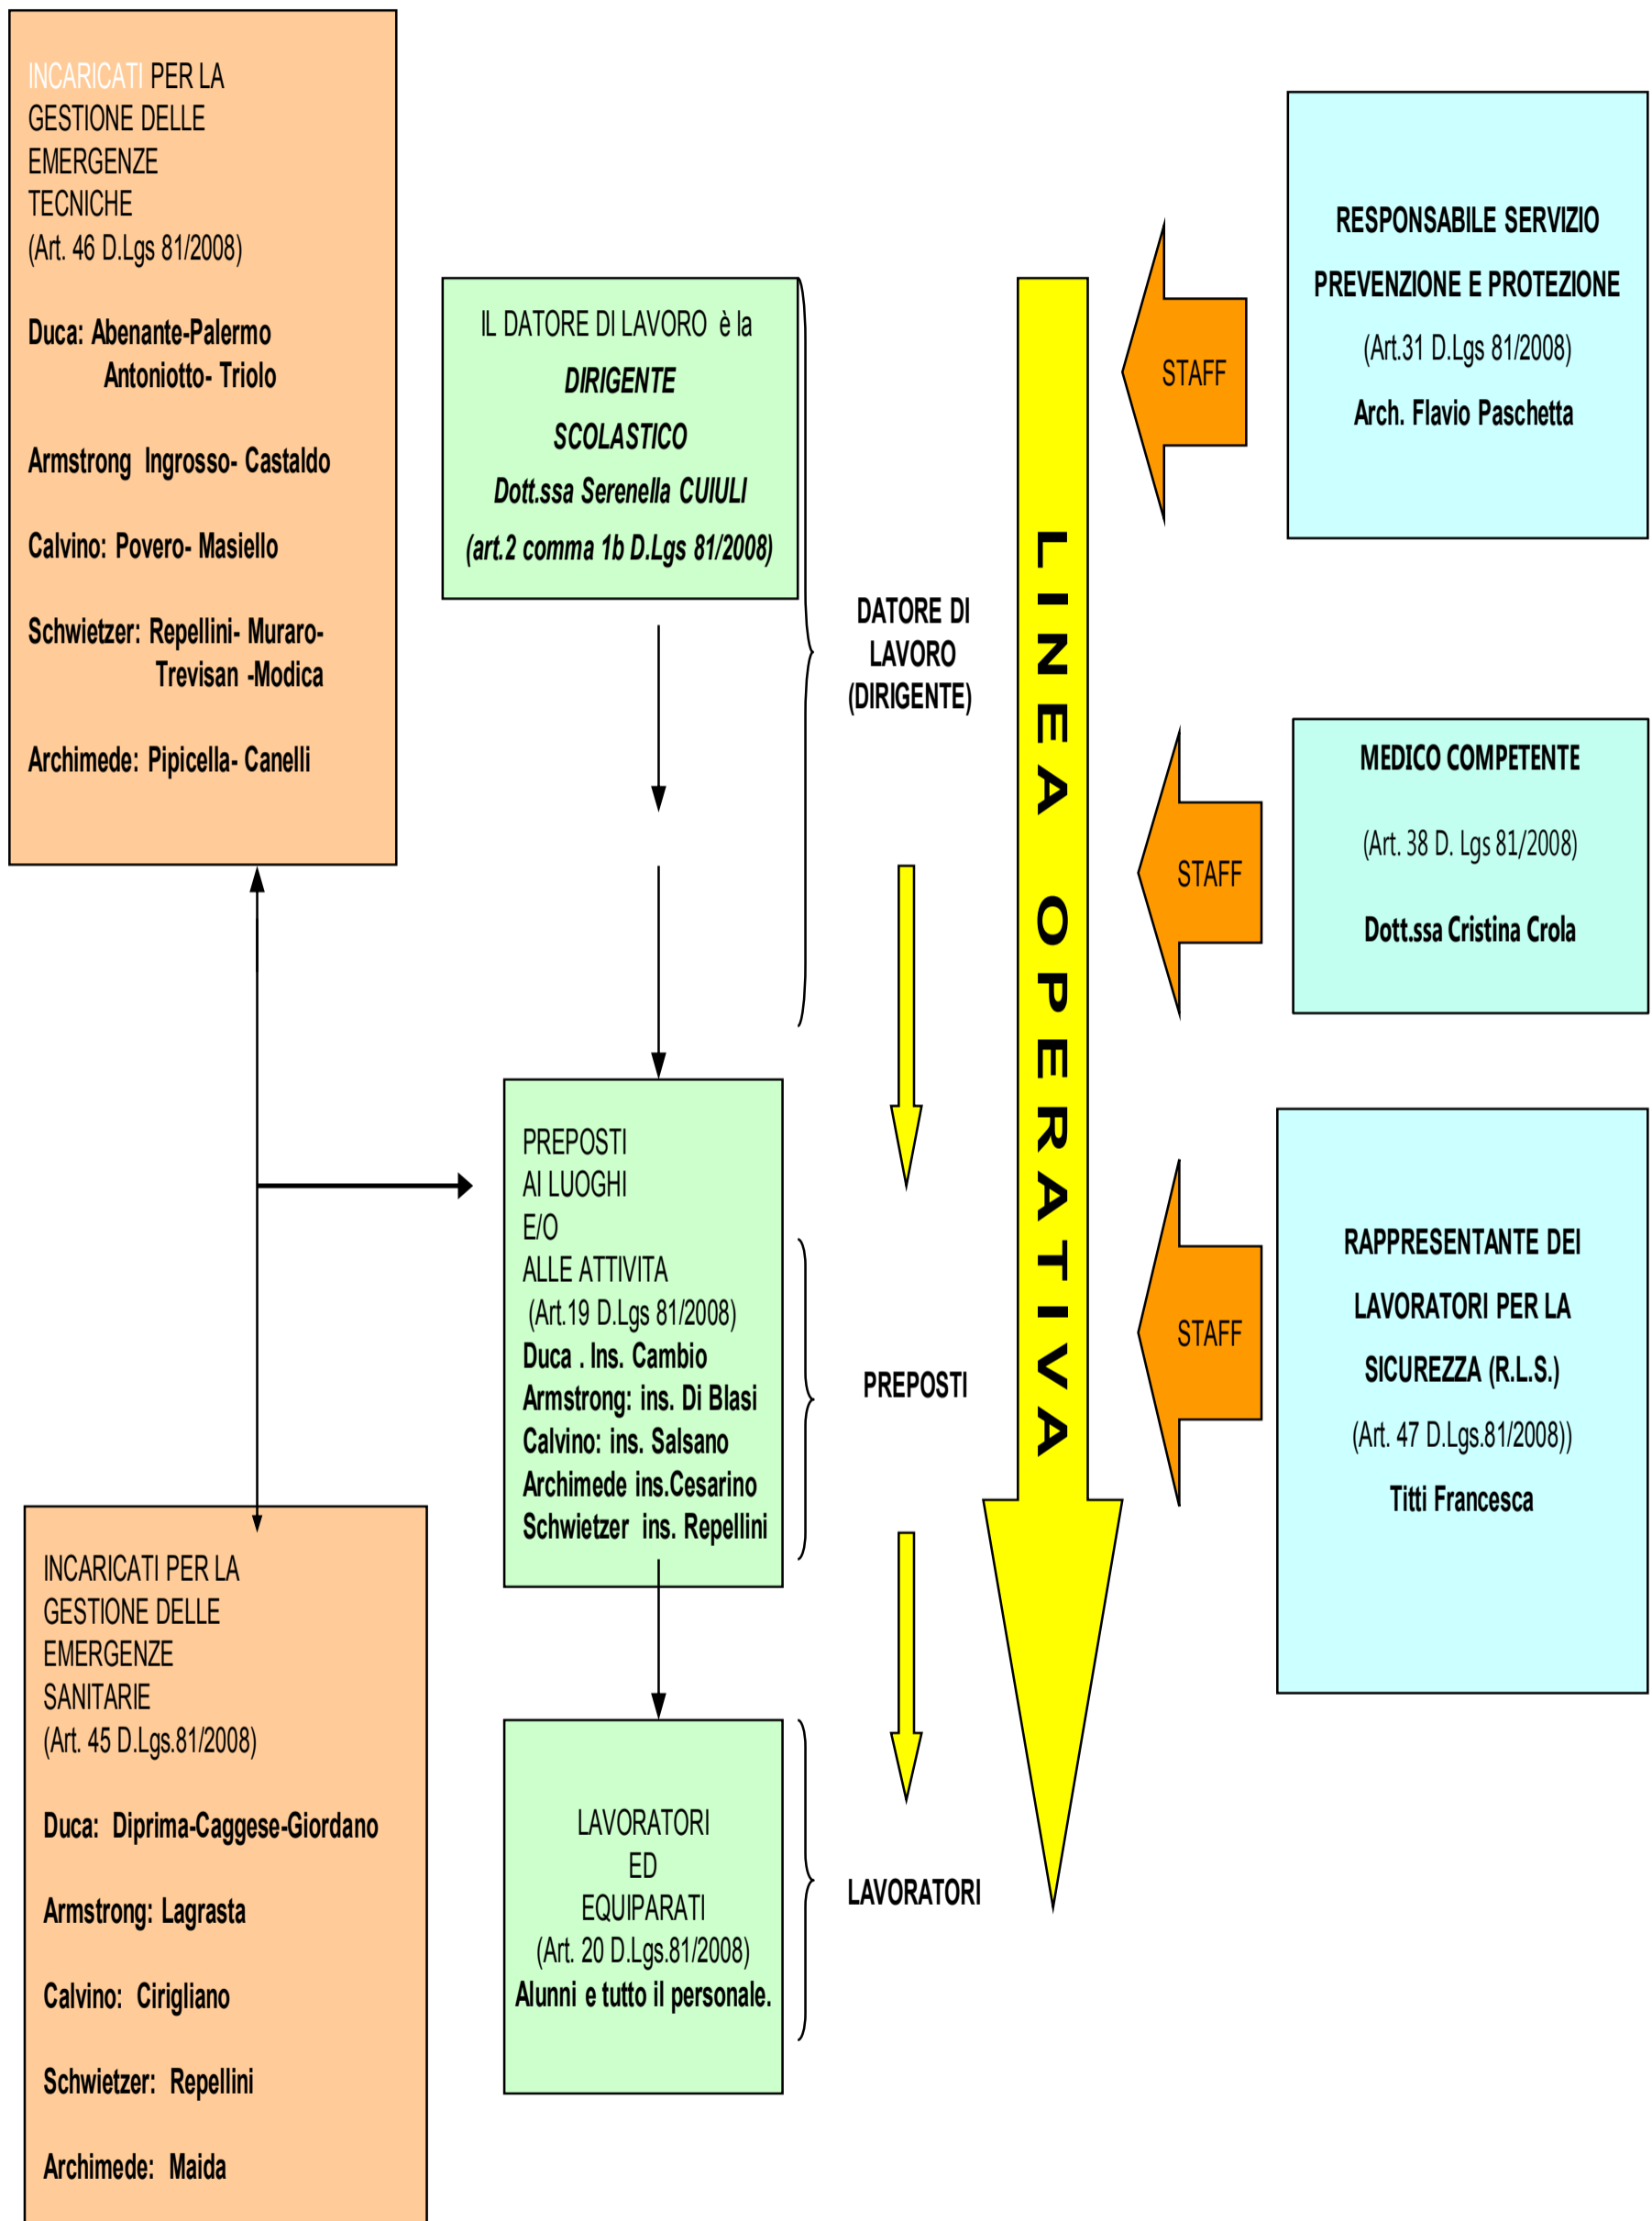 INCARICATI PER LA
GESTIONE DELLE
EMERGENZE
TECNICHE
(Art. 46 D.Lgs 81/2008)
Duca: Abenante-Palermo
Antoniotto- Triolo
Armstrong Ingrosso- Castaldo
Calvino: Povero- Masiello
Schwietzer: Repellini- Muraro-
Trevisan -Modica
Archimede: Pipicella- Canelli
IL DATORE DI LAVORO è la
DIRIGENTE
SCOLASTICO
Dott.ssa Serenella CUIULI
(art.2 comma 1b D.Lgs 81/2008)
DATORE DI
LAVORO
(DIRIGENTE)
LINEA OPERATIVA
STAFF
RESPONSABILE SERVIZIO
PREVENZIONE E PROTEZIONE
(Art.31 D.Lgs 81/2008)
Arch. Flavio Paschetta
STAFF
MEDICO COMPETENTE
(Art. 38 D. Lgs 81/2008)
Dott.ssa Cristina Crola
PREPOSTI
AI LUOGHI
E/O
ALLE ATTIVITA
(Art.19 D.Lgs 81/2008)
Duca . Ins. Cambio
Armstrong: ins. Di Blasi
Calvino: ins. Salsano
Archimede ins.Cesarino
Schwietzer ins. Repellini
PREPOSTI
STAFF
RAPPRESENTANTE DEI
LAVORATORI PER LA
SICUREZZA (R.L.S.)
(Art. 47 D.Lgs.81/2008))
Titti Francesca
INCARICATI PER LA
GESTIONE DELLE
EMERGENZE
SANITARIE
(Art. 45 D.Lgs.81/2008)
Duca: Diprima-Caggese-Giordano
Armstrong: Lagrasta
Calvino: Cirigliano
Schwietzer: Repellini
Archimede: Maida
LAVORATORI
ED
EQUIPARATI
(Art. 20 D.Lgs.81/2008)
Alunni e tutto il personale.
LAVORATORI